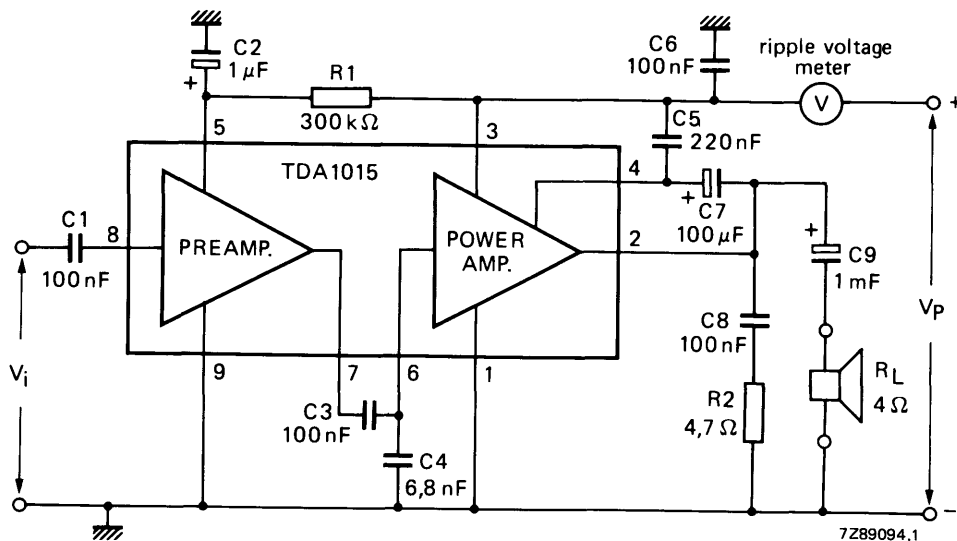 C2
1 μF
+
R1
300 kΩ
C6
100 nF
ripple voltage
meter
V
+
5
3
C5
220 nF
TDA1015
4
+
C7
100 μF
C1
100 nF
8
PREAMP.
POWER
AMP.
2
+
C9
1 mF
C8
100 nF
VP
Vi
9
7
6
1
C3
100 nF
R2
4,7 Ω
RL
4 Ω
C4
6,8 nF
−
7Z89094.1